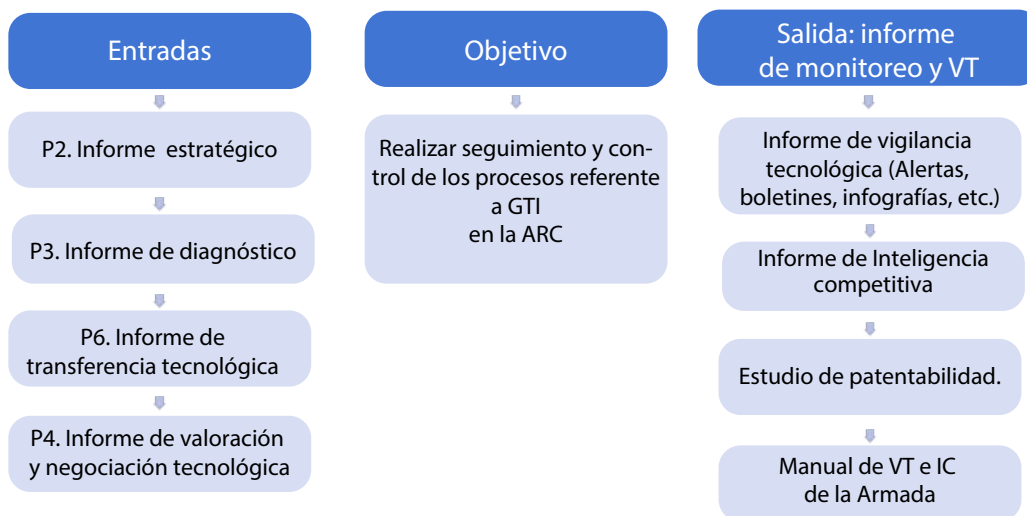 Entradas
P2. Informe estratégico
P3. Informe de diagnóstico
P6. Informe de
transferencia tecnológica
P4. Informe de valoración
y negociación tecnológica
Objetivo
Realizar seguimiento y con-
trol de los procesos referente
a GTI
en la ARC
Salida: informe
de monitoreo y VT
Informe de vigilancia
tecnológica (Alertas,
boletines, infografías, etc.)
Informe de Inteligencia
competitiva
Estudio de patentabilidad.
Manual de VT e IC
de la Armada